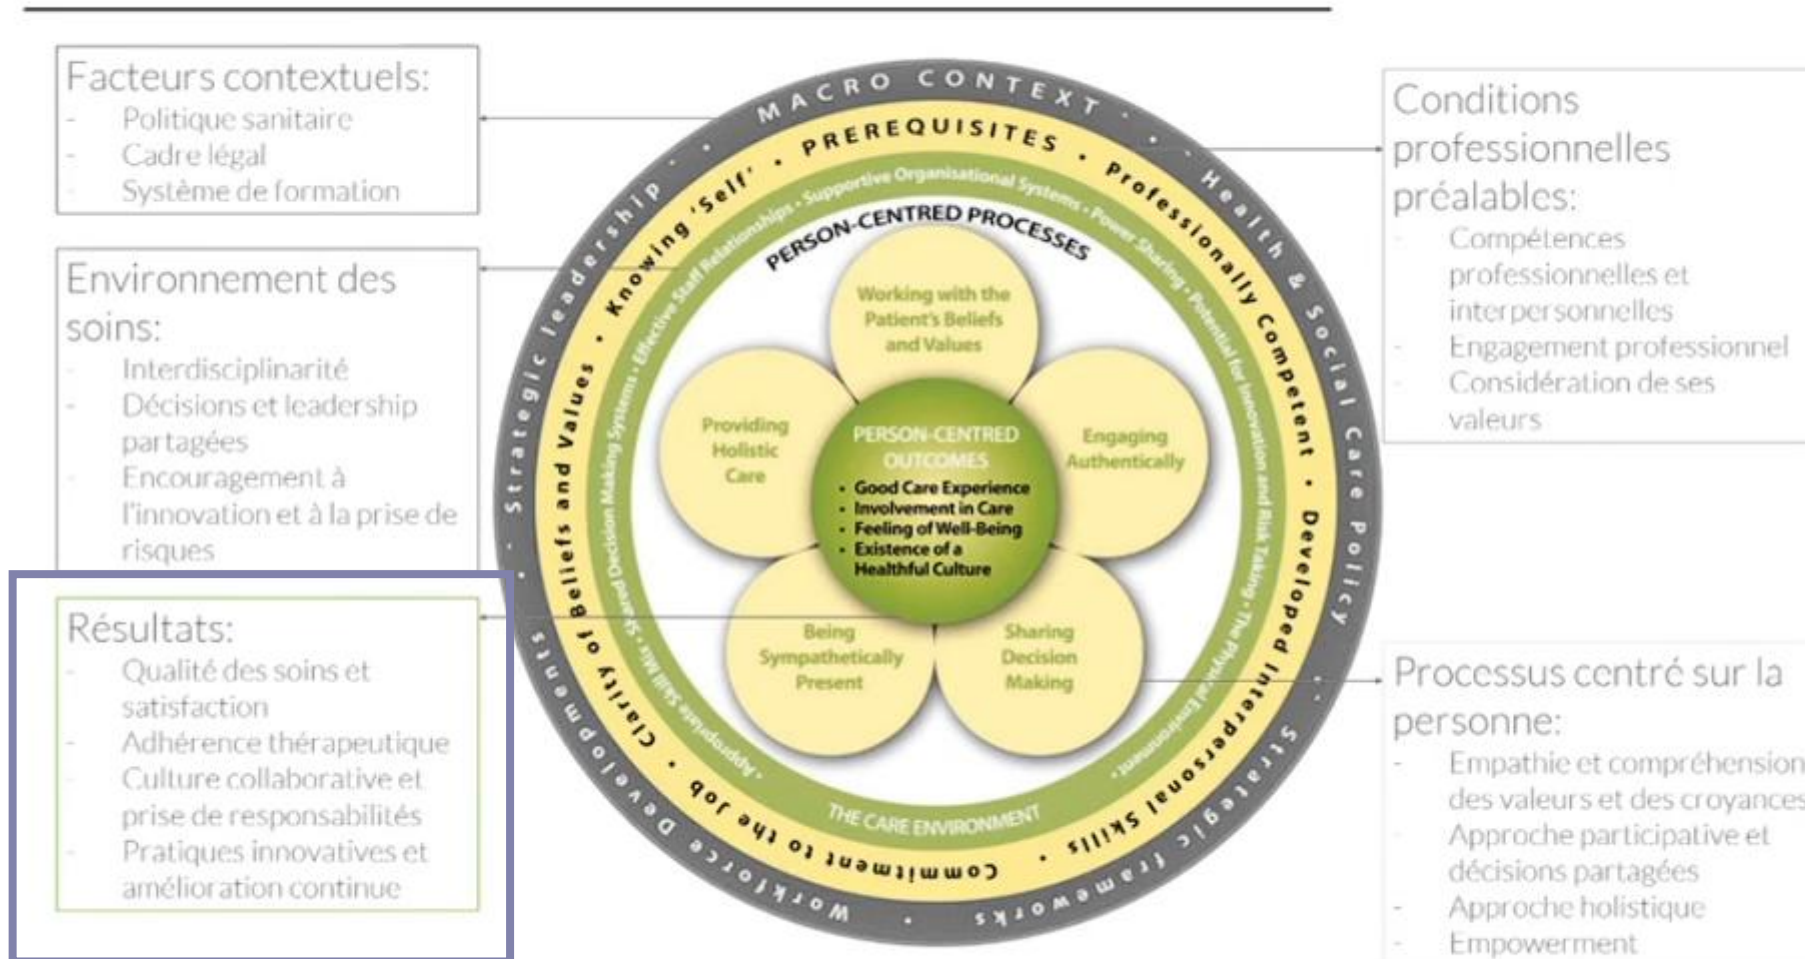 Facteurs contextuels:
- Politique sanitaire
- Cadre légal
- Système de formation
Environnement des
soins:
- Interdisciplinarité
- Décisions et leadership
partagées
- Encouragement à
l'innovation et à la prise de
risques
Résultats:
- Qualité des soins et
satisfaction
- Adhérence thérapeutique
- Culture collaborative et
prise de responsabilités
- Pratiques innovatives et
amélioration continue
MACRO CONTEXT
Health & Social Care Policy
Strategic frameworks
Workforce Developments
Strategic leadership
PREREQUISITES
Professionally Competent
Developed Interpersonal Skills
Commitment to the Job
Clarity of Beliefs and Values
Knowing 'Self'
THE CARE ENVIRONMENT
Appropriate Skill Mix
Shared Decision Making Systems
Effective Staff Relationships
Supportive Organisational Systems
Power Sharing
Potential for Innovation and Risk Taking
The Physical Environment
PERSON-CENTRED PROCESSES
Working with the
Patient's Beliefs
and Values
Engaging
Authentically
Sharing
Decision
Making
Being
Sympathetically
Present
Providing
Holistic
Care
PERSON-CENTRED
OUTCOMES
• Good Care Experience
• Involvement in Care
• Feeling of Well-Being
• Existence of a
Healthful Culture
Conditions
professionnelles
préalables:
- Compétences
professionnelles et
interpersonnelles
- Engagement professionnel
- Considération de ses
valeurs
Processus centré sur la
personne:
- Empathie et compréhension
des valeurs et des croyances
- Approche participative et
décisions partagées
- Approche holistique
- Empowerment